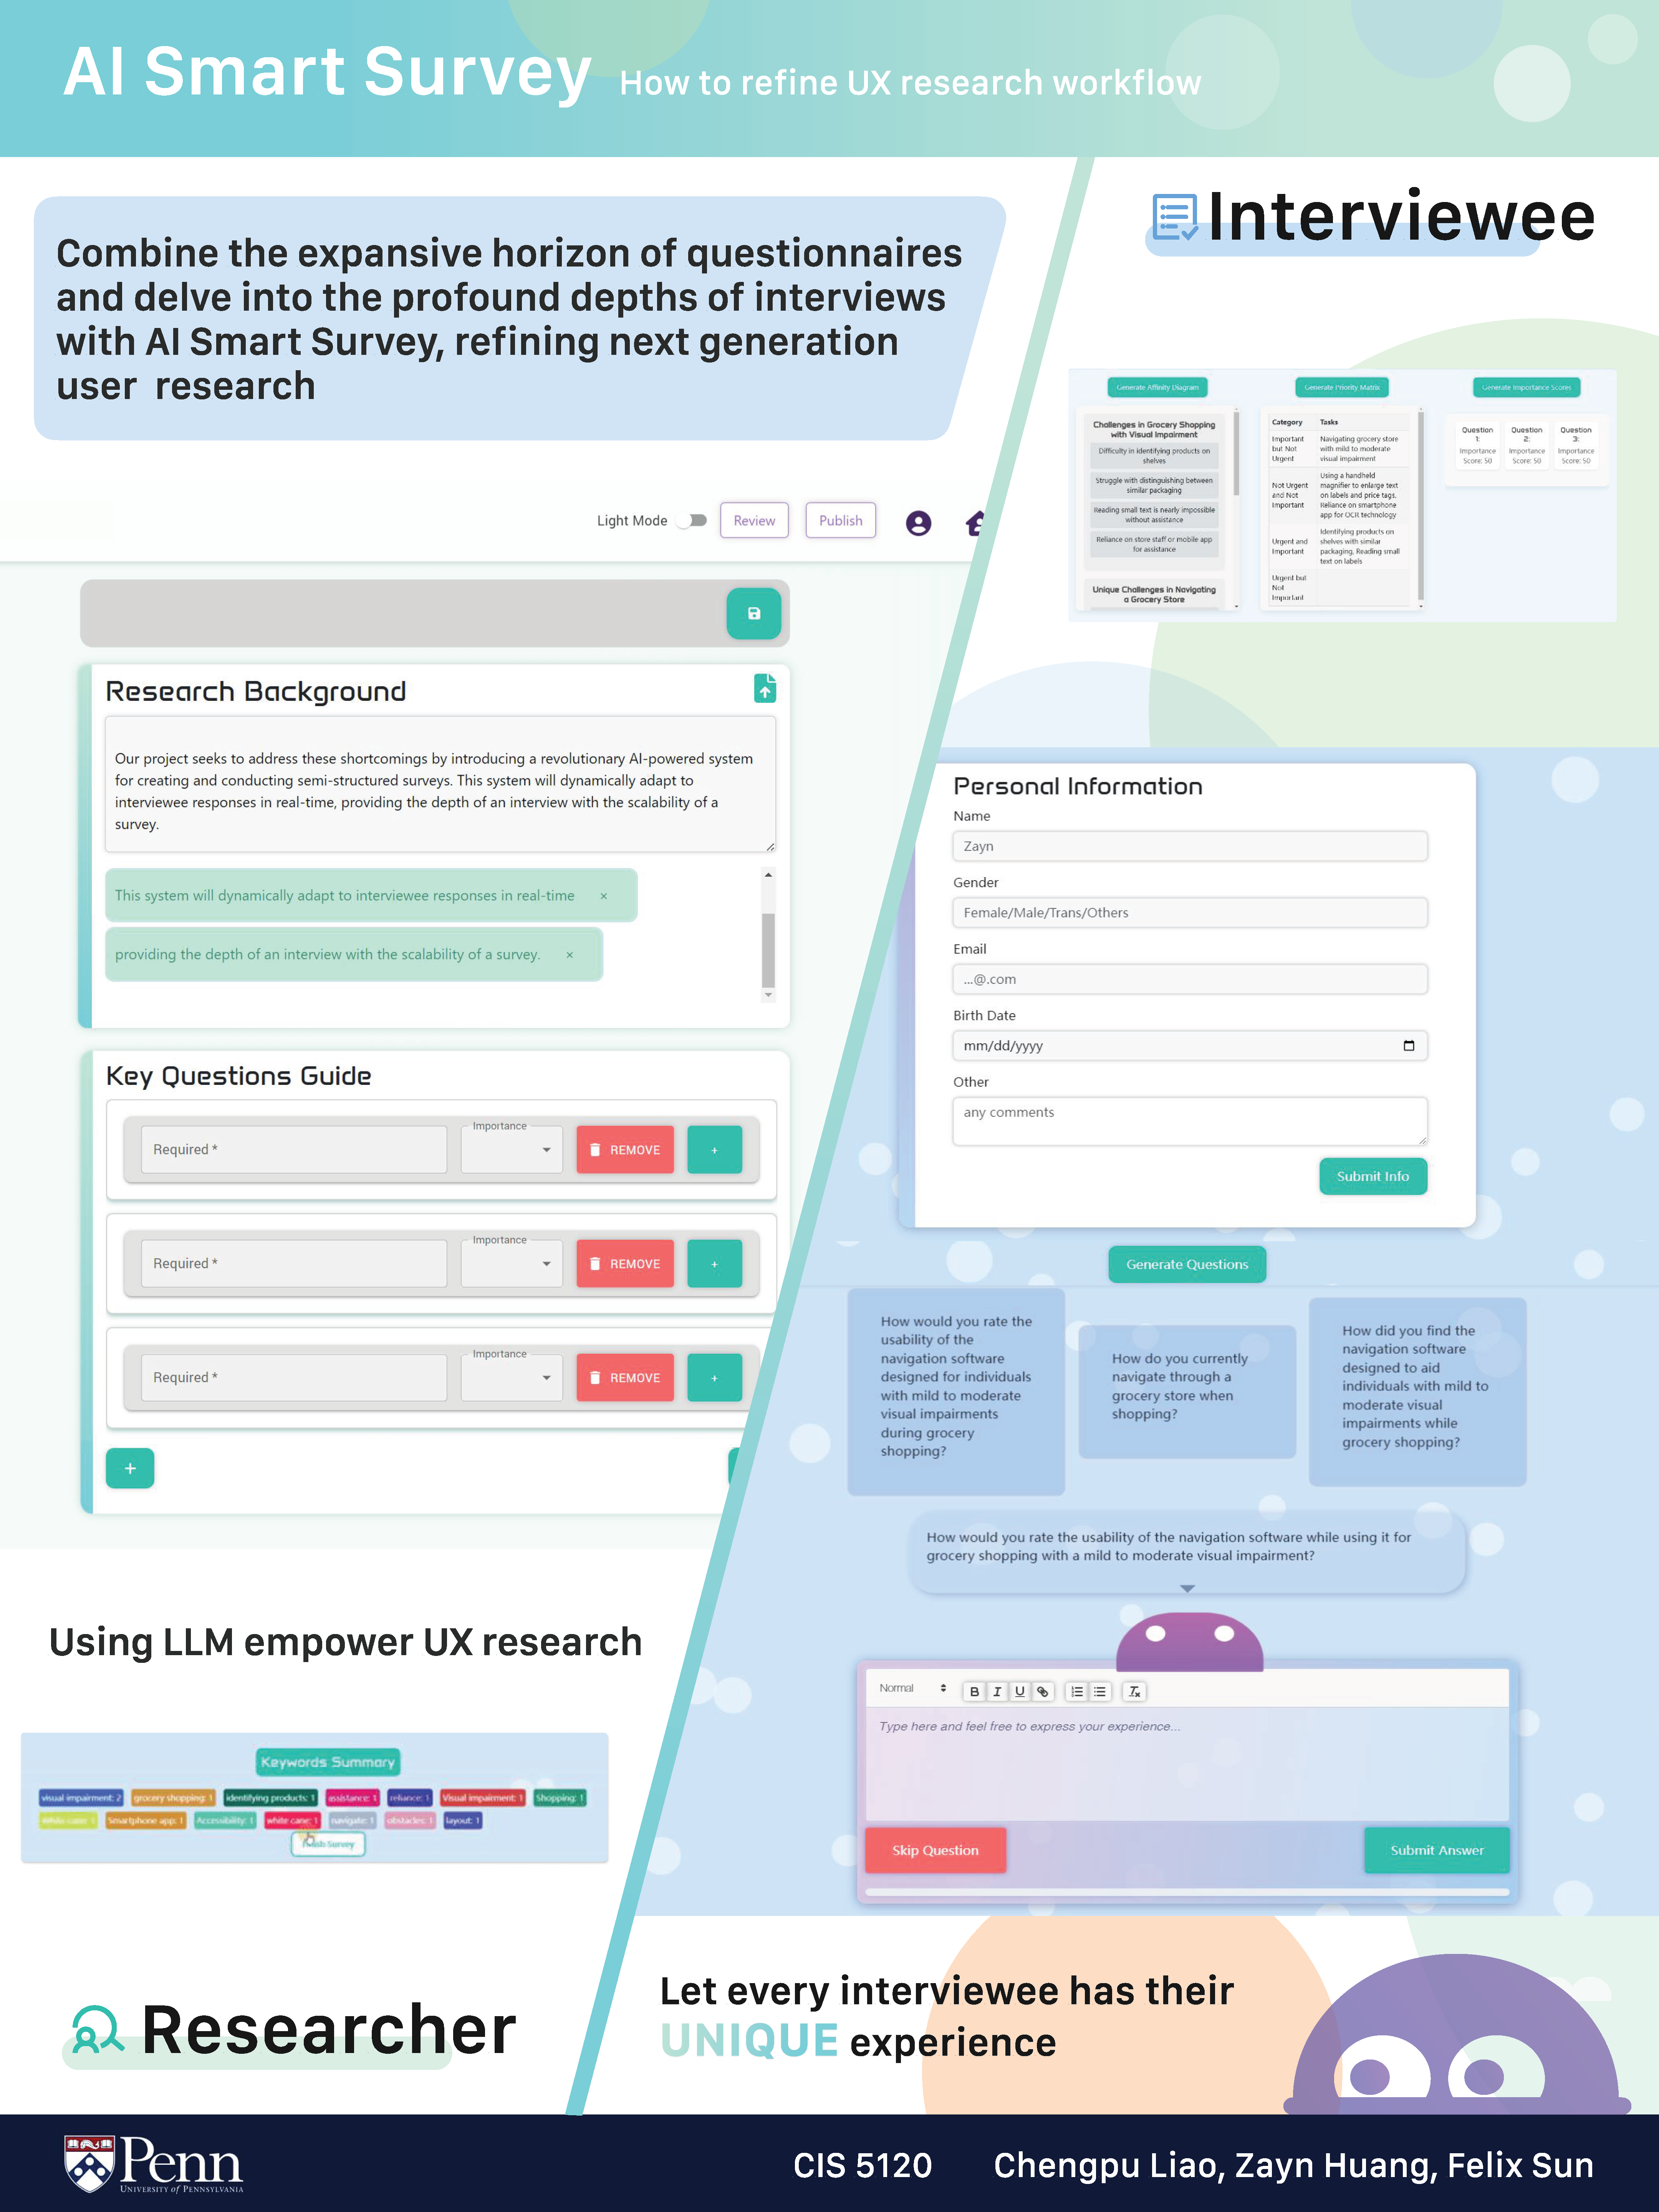 AI Smart Survey How to refine UX research workflow
Combine the expansive horizon of questionnaires
and delve into the profound depths of interviews
with AI Smart Survey, refining next generation
user research
Light Mode Review Publish
Research Background
Our project seeks to address these shortcomings by introducing a revolutionary AI-powered system
for creating and conducting semi-structured surveys. This system will dynamically adapt to
interviewee responses in real-time, providing the depth of an interview with the scalability of a
survey.
This system will dynamically adapt to interviewee responses in real-time ×
providing the depth of an interview with the scalability of a survey. ×
Key Questions Guide
Required * Importance REMOVE +
Required * Importance REMOVE +
Required * Importance REMOVE +
+
Using LLM empower UX research
Keywords Summary
visual impairment: 2 grocery shopping: 1 identifying products: 1 assistance: 1 reliance: 1 Visual impairment: 1 Shopping: 1
White cane: 1 Smartphone app: 1 Accessibility: 1 white cane: 1 navigate: 1 obstacles: 1 layout: 1
Survey
Researcher
Interviewee
Generate Affinity Diagram
Challenges in Grocery Shopping
with Visual Impairment
Difficulty in identifying products on
shelves
Struggle with distinguishing between
similar packaging
Reading small text is nearly impossible
without assistance
Reliance on store staff or mobile app
for assistance
Unique Challenges in Navigating
a Grocery Store
Generate Priority Matrix
Category Tasks
Important Navigating grocery store
but Not with mild to moderate
Urgent visual impairment
Using a handheld
Not Urgent magnifier to enlarge text
and Not on labels and price tags,
Important Reliance on smartphone
app for OCR technology
Identifying products on
Urgent and shelves with similar
Important packaging, Reading small
text on labels
Urgent but
Not
Important
Generate Importance Scores
Question Question Question
1: 2: 3:
Importance Importance Importance
Score: 50 Score: 50 Score: 50
Personal Information
Name
Zayn
Gender
Female/Male/Trans/Others
Email
...@.com
Birth Date
mm/dd/yyyy
Other
any comments
Submit Info
Generate Questions
How would you rate the
usability of the
navigation software
designed for individuals
with mild to moderate
visual impairments
during grocery
shopping?
How do you currently
navigate through a
grocery store when
shopping?
How did you find the
navigation software
designed to aid
individuals with mild to
moderate visual
impairments while
grocery shopping?
How would you rate the usability of the navigation software while using it for
grocery shopping with a mild to moderate visual impairment?
Normal B I U
Type here and feel free to express your experience...
Skip Question Submit Answer
Let every interviewee has their
UNIQUE experience
Penn
UNIVERSITY of PENNSYLVANIA
CIS 5120 Chengpu Liao, Zayn Huang, Felix Sun